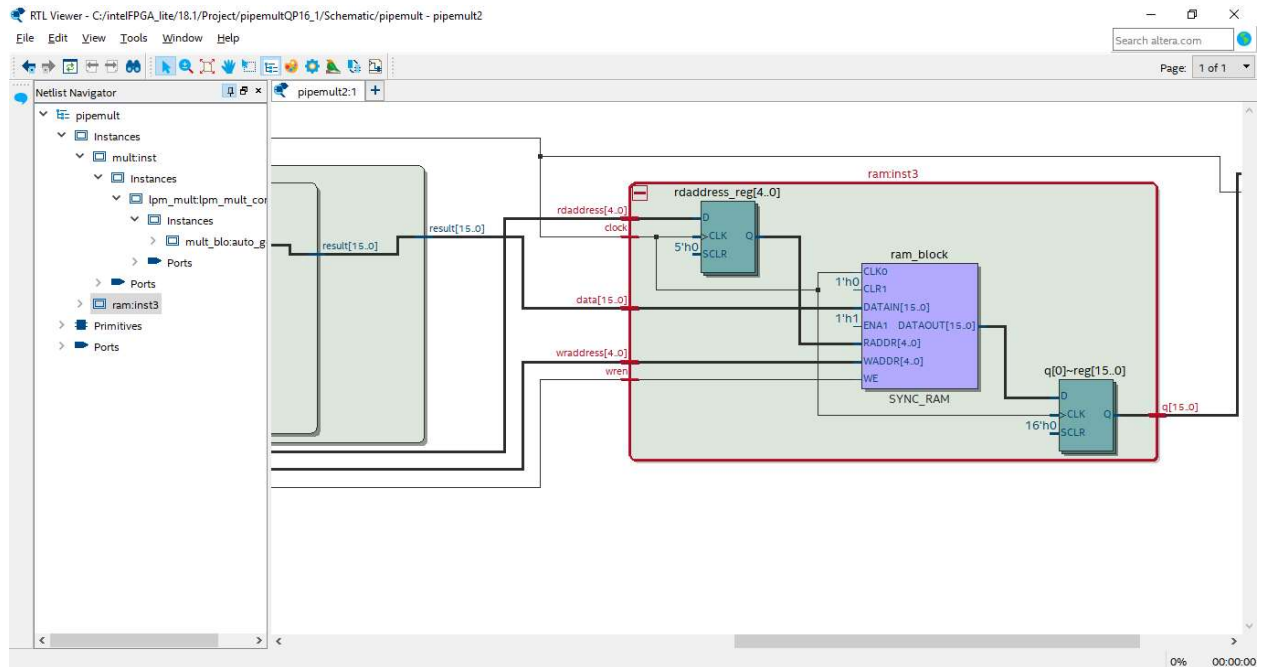 RTL Viewer - C:/intelFPGA_lite/18.1/Project/pipemultQP16_1/Schematic/pipemult - pipemult2
File Edit View Tools Window Help
Search altera.com
Page: 1 of 1
Netlist Navigator
pipemult2:1
pipemult
Instances
mult:inst
Instances
lpm_mult:lpm_mult_cor
Instances
mult_blo:auto_g
Ports
Ports
ram:inst3
Primitives
Ports
result[15..0]
result[15..0]
ram:inst3
rdaddress_reg[4..0]
rdaddress[4..0]
clock
D
CLK Q
5'h0
SCLR
data[15..0]
wraddress[4..0]
wren
ram_block
CLK0
1'h0
CLR1
DATAIN[15..0]
1'h1
ENA1 DATAOUT[15..0]
RADDR[4..0]
WADDR[4..0]
WE
SYNC_RAM
q[0]~reg[15..0]
D
CLK Q
16'h0
SCLR
q[15..0]
0% 00:00:00